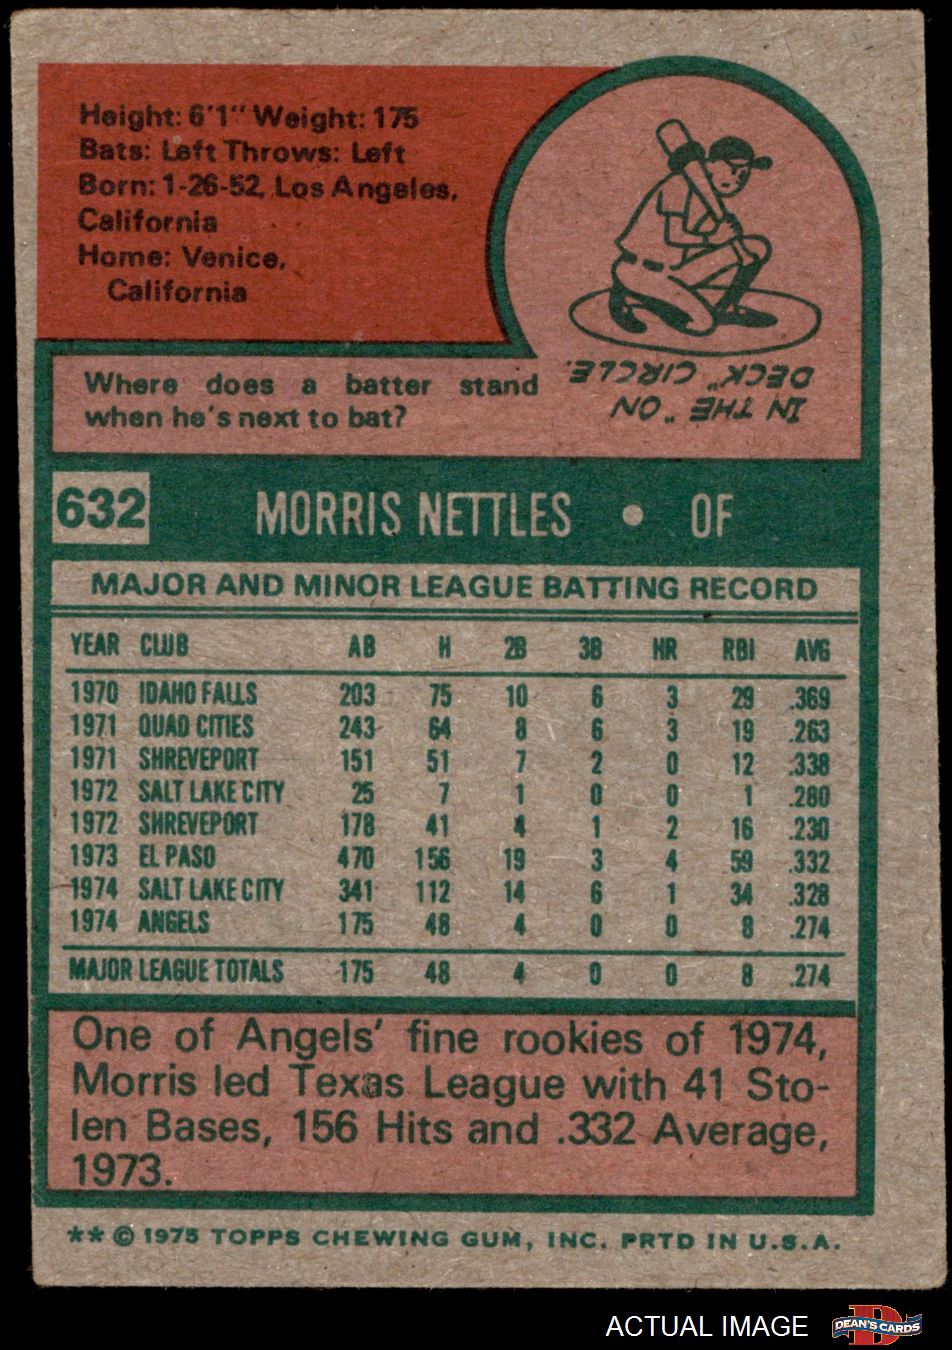 Height: 6'1" Weight: 175
Bats: Left Throws: Left
Born: 1-26-52, Los Angeles,
California
Home: Venice,
California
Where does a batter stand
when he's next to bat?
IN THE "ON
DECK" CIRCLE.
632 MORRIS NETTLES • OF
MAJOR AND MINOR LEAGUE BATTING RECORD
YEAR CLUB AB H 2B 3B HR RBI AVG
1970 IDAHO FALLS 203 75 10 6 3 29 .369
1971 QUAD CITIES 243 64 8 6 3 19 .263
1971 SHREVEPORT 151 51 7 2 0 12 .338
1972 SALT LAKE CITY 25 7 1 0 0 1 .280
1972 SHREVEPORT 178 41 4 1 2 16 .230
1973 EL PASO 470 156 19 3 4 59 .332
1974 SALT LAKE CITY 341 112 14 6 1 34 .328
1974 ANGELS 175 48 4 0 0 8 .274
MAJOR LEAGUE TOTALS 175 48 4 0 0 8 .274
One of Angels' fine rookies of 1974,
Morris led Texas League with 41 Sto-
len Bases, 156 Hits and .332 Average,
1973.
** © 1975 TOPPS CHEWING GUM, INC. PRTD IN U.S.A.
ACTUAL IMAGE
D
DEAN'S CARDS